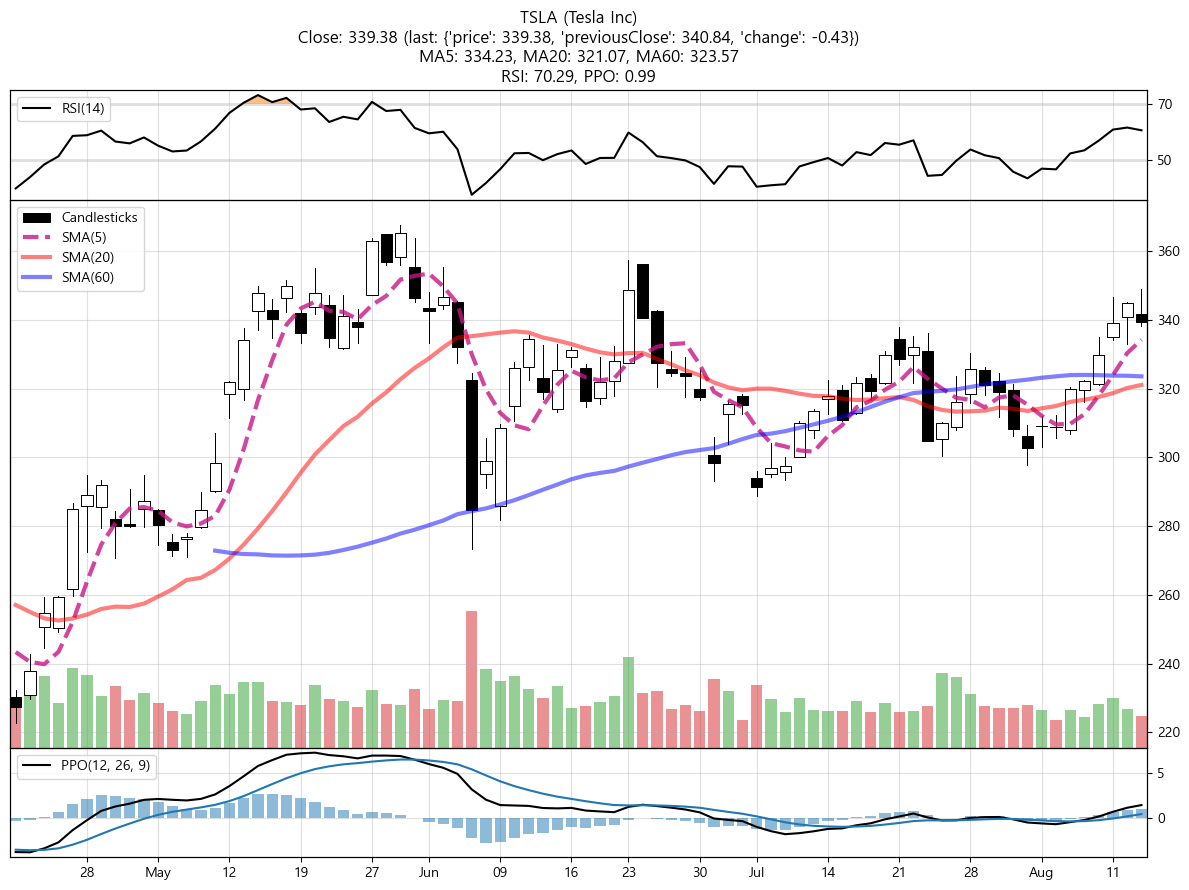 TSLA (Tesla Inc)
Close: 339.38 (last: {'price': 339.38, 'previousClose': 340.84, 'change': -0.43})
MA5: 334.23, MA20: 321.07, MA60: 323.57
RSI: 70.29, PPO: 0.99
RSI(14)
70
50
Candlesticks
SMA(5)
SMA(20)
SMA(60)
360
340
320
300
280
260
240
220
PPO(12, 26, 9)
5
0
28 May 12 19 27 Jun 09 16 23 30 Jul 14 21 28 Aug 11